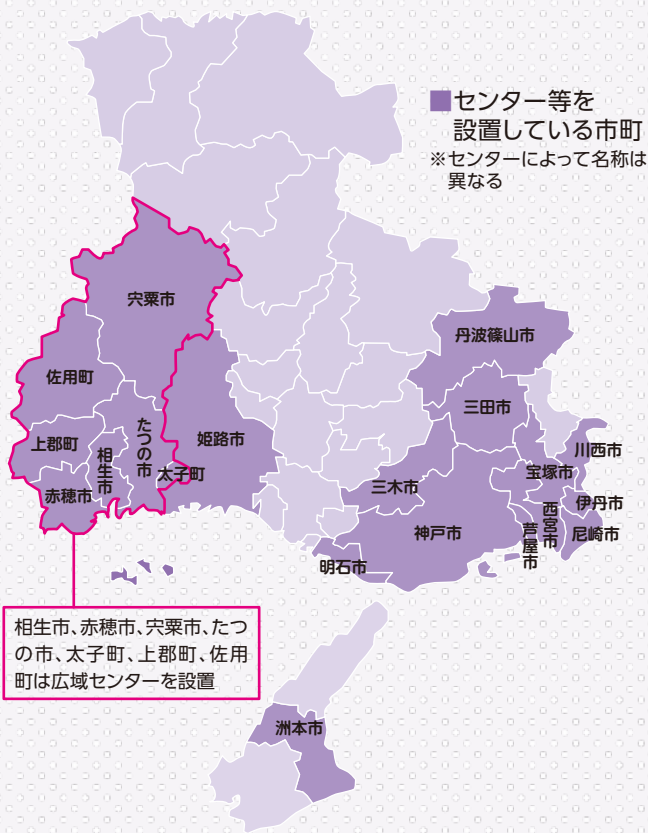 ■センター等を
設置している市町
※センターによって名称は
異なる
宍粟市
丹波篠山市
佐用町
三田市
たつの市
姫路市
上郡町
相生市
川西市
太子町
宝塚市
三木市
赤穂市
伊丹市
西宮市
神戸市
芦屋市
尼崎市
明石市
相生市、赤穂市、宍粟市、たつ
の市、太子町、上郡町、佐用
町は広域センターを設置
洲本市